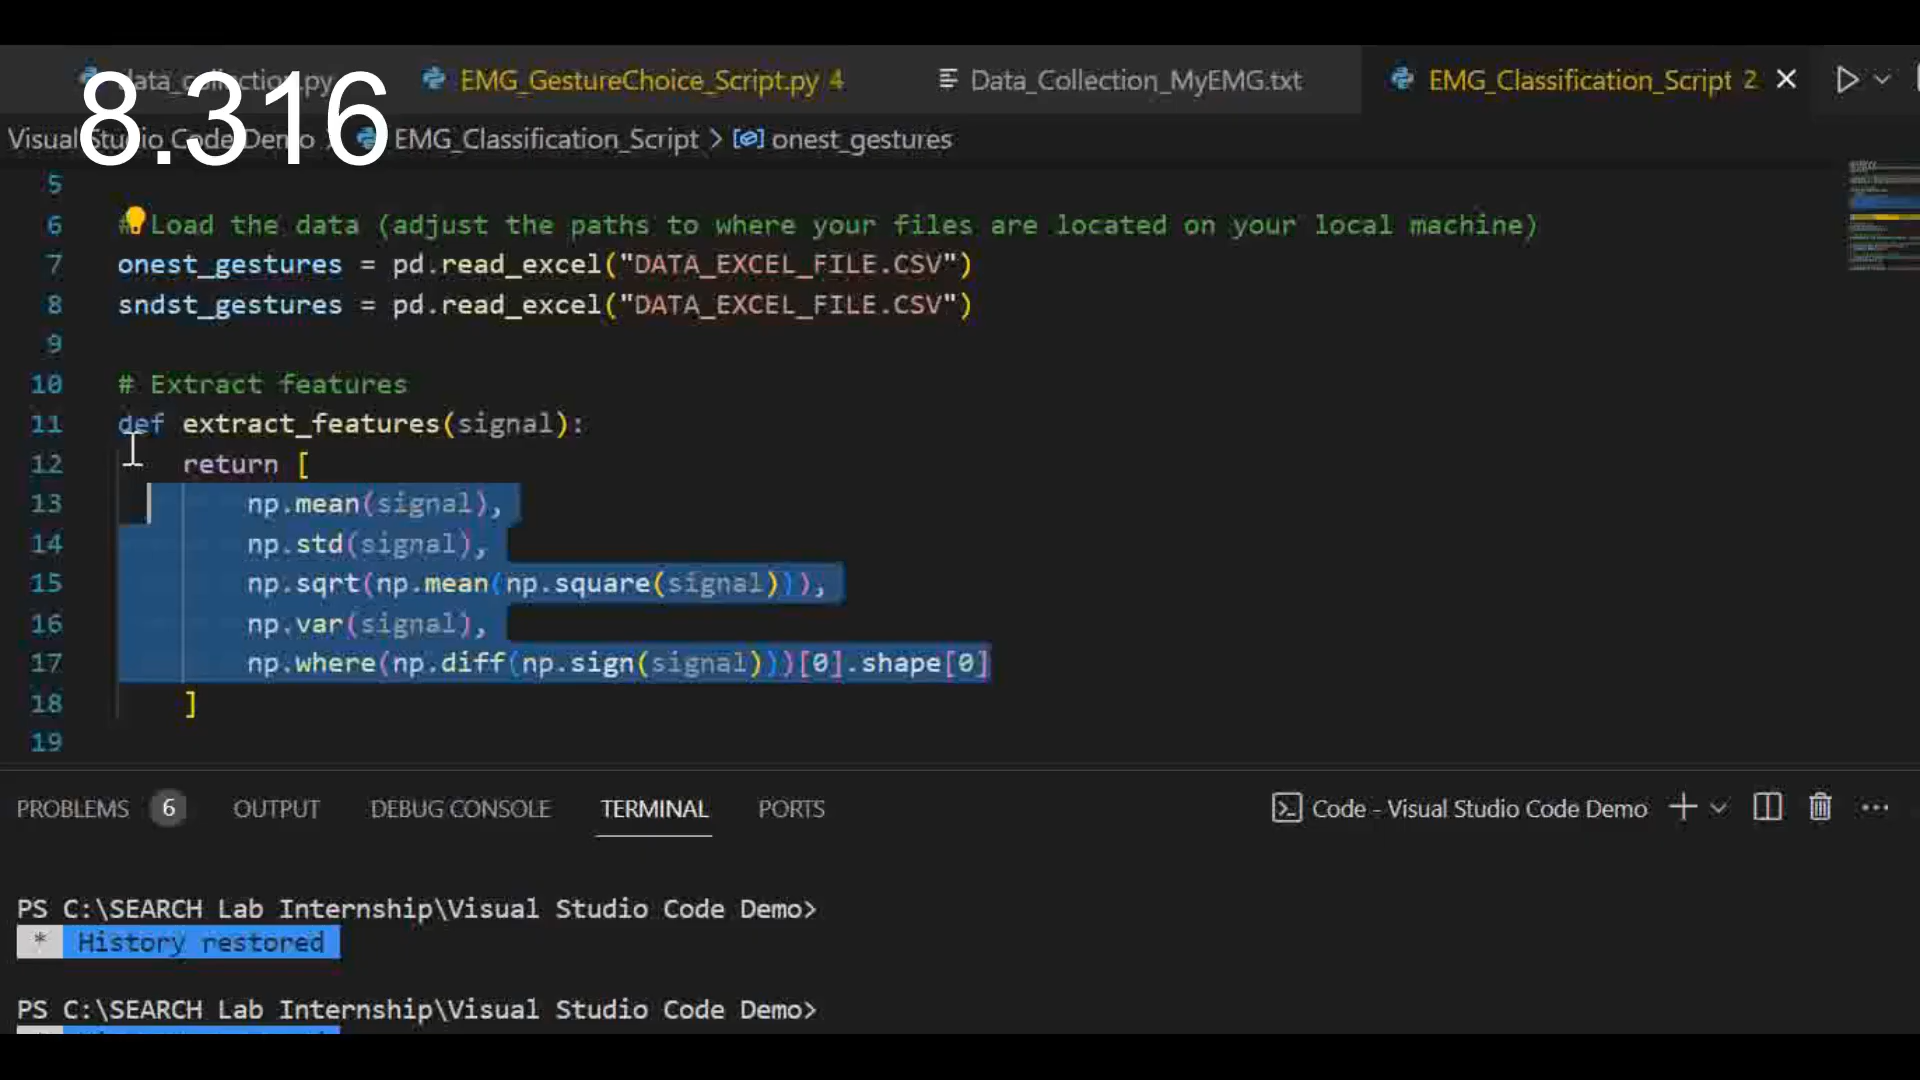 data_collection.py EMG_GestureChoice_Script.py 4 Data_Collection_MyEMG.txt EMG_Classification_Script 2
8.316
Visual Studio Code Demo > EMG_Classification_Script > onest_gestures
5
6 # Load the data (adjust the paths to where your files are located on your local machine)
7 onest_gestures = pd.read_excel("DATA_EXCEL_FILE.CSV")
8 sndst_gestures = pd.read_excel("DATA_EXCEL_FILE.CSV")
9
10 # Extract features
11 def extract_features(signal):
12 return [
13 np.mean(signal),
14 np.std(signal),
15 np.sqrt(np.mean(np.square(signal))),
16 np.var(signal),
17 np.where(np.diff(np.sign(signal)))[0].shape[0]
18 ]
19
PROBLEMS 6 OUTPUT DEBUG CONSOLE TERMINAL PORTS Code - Visual Studio Code Demo
PS C:\SEARCH Lab Internship\Visual Studio Code Demo>
* History restored
PS C:\SEARCH Lab Internship\Visual Studio Code Demo>